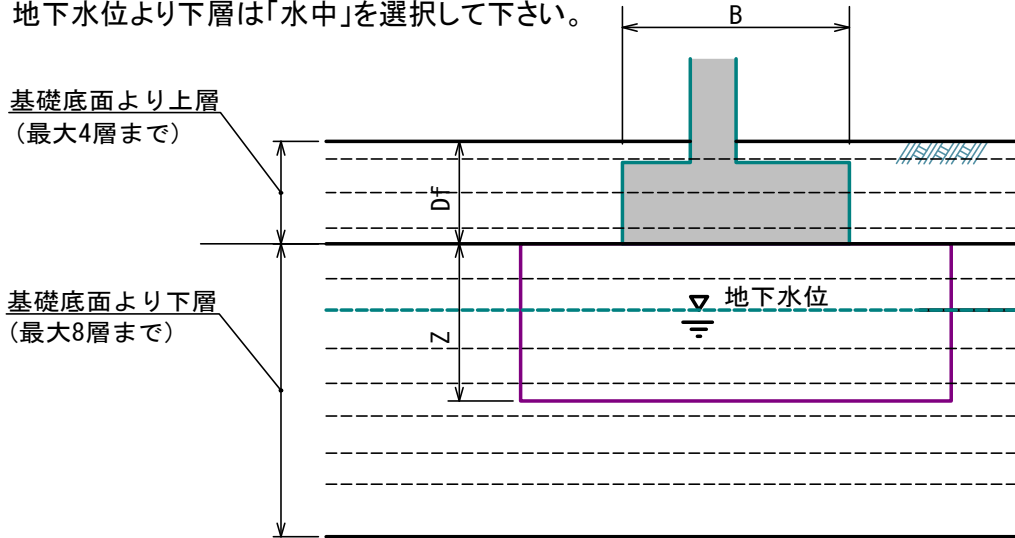 地下水位より下層は「水中」を選択して下さい。
B
基礎底面より上層
（最大4層まで）
Df
基礎底面より下層
（最大8層まで）
地下水位
Z